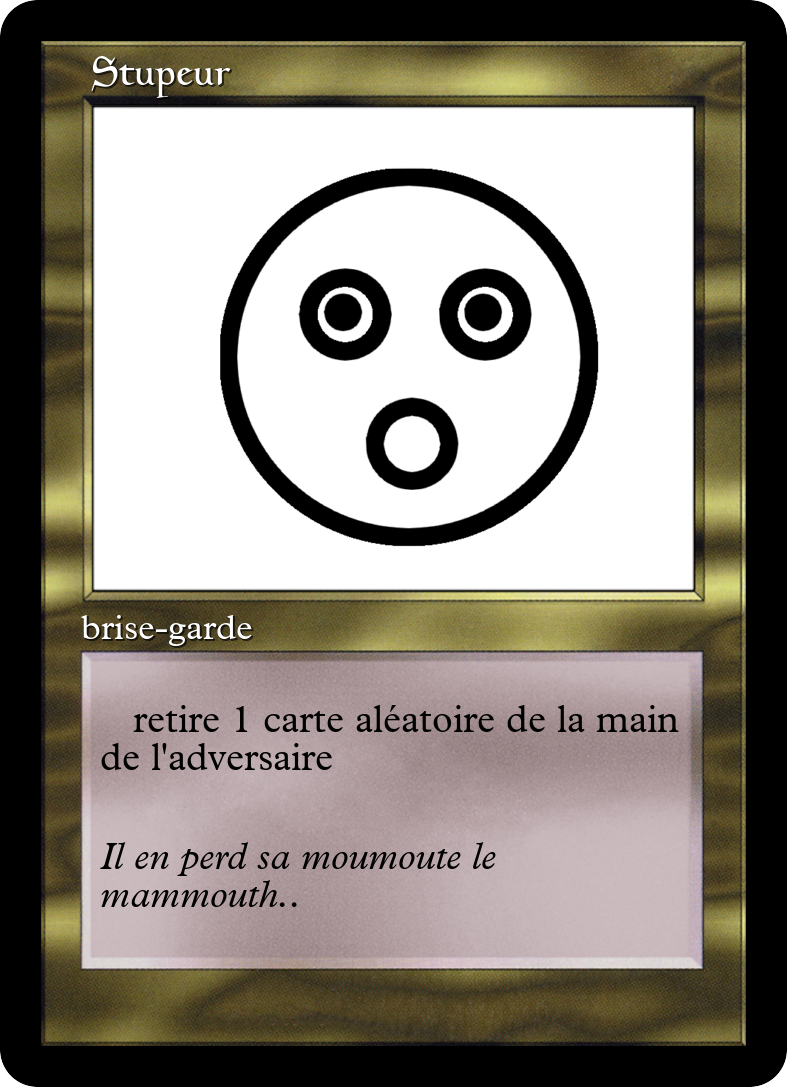 Stupeur
brise-garde
retire 1 carte aléatoire de la main
de l'adversaire
Il en perd sa moumoute le
mammouth..